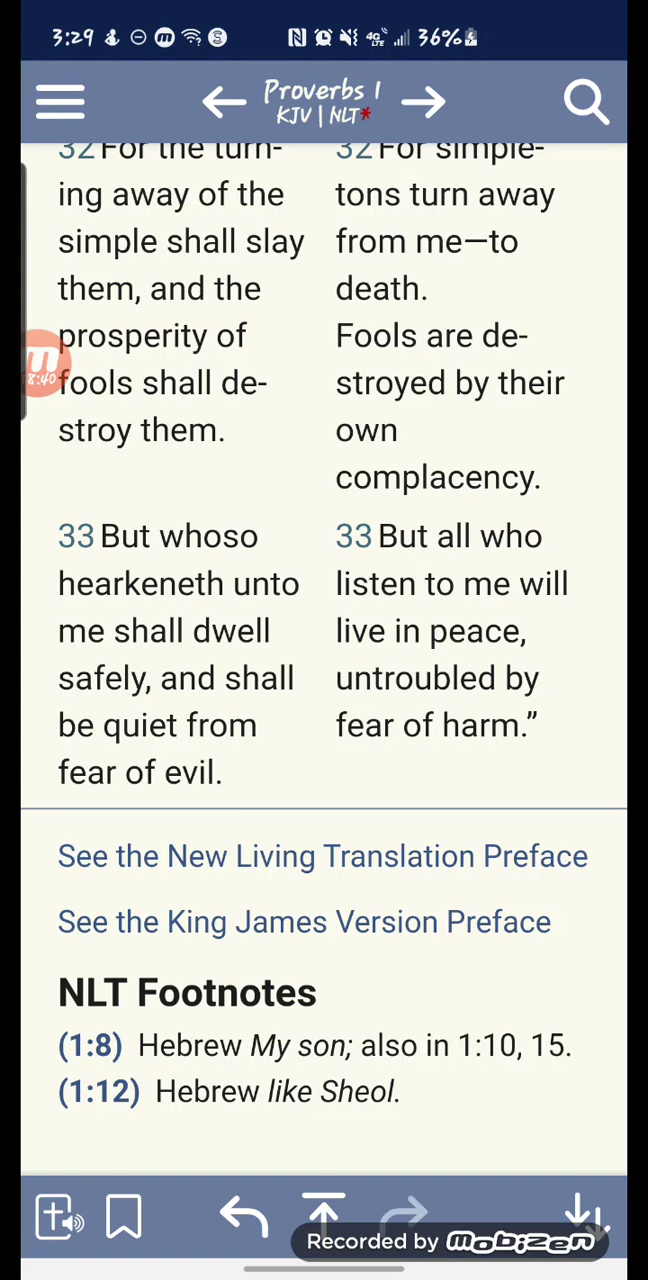 3:29 m S 4G LTE 36%
Proverbs 1
KJV | NLT*
32 For the turn-
ing away of the
simple shall slay
them, and the
prosperity of
fools shall de-
stroy them.
32 For simple-
tons turn away
from me—to
death.
Fools are de-
stroyed by their
own
complacency.
m
8:40
33 But whoso
hearkeneth unto
me shall dwell
safely, and shall
be quiet from
fear of evil.
33 But all who
listen to me will
live in peace,
untroubled by
fear of harm.”
See the New Living Translation Preface
See the King James Version Preface
NLT Footnotes
(1:8) Hebrew My son; also in 1:10, 15.
(1:12) Hebrew like Sheol.
Recorded by mobizen